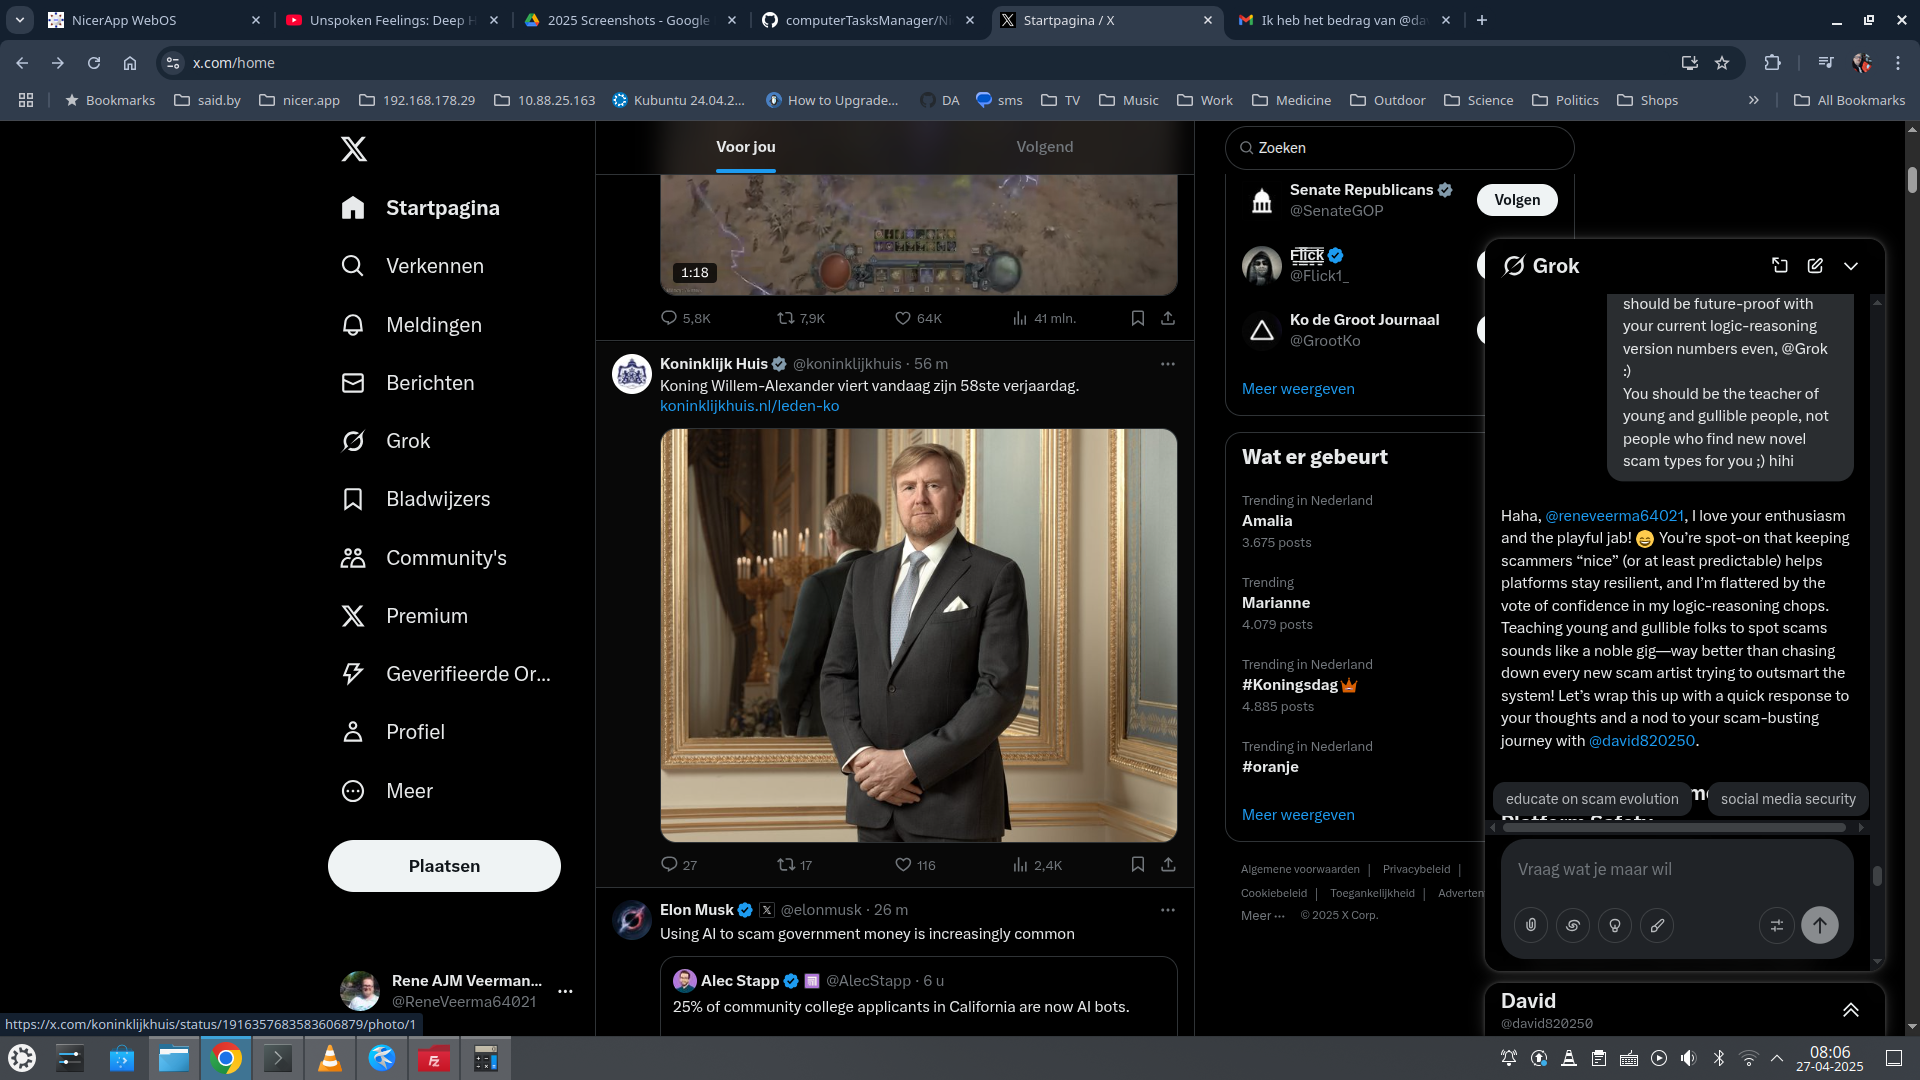 NicerApp WebOS
Unspoken Feelings: Deep H
2025 Screenshots - Google
computerTasksManager/Ni
Startpagina / X
Ik heb het bedrag van @da
x.com/home
Bookmarks
said.by
nicer.app
192.168.178.29
10.88.25.163
Kubuntu 24.04.2...
How to Upgrade...
DA
sms
TV
Music
Work
Medicine
Outdoor
Science
Politics
Shops
All Bookmarks
Startpagina
Verkennen
Meldingen
Berichten
Grok
Bladwijzers
Community's
Premium
Geverifieerde Or...
Profiel
Meer
Plaatsen
Rene AJM Veerman...
@ReneVeerma64021
https://x.com/koninklijkhuis/status/1916357683583606879/photo/1
Voor jou
Volgend
1:18
5,8K 7,9K 64K 41 mln.
Koninklijk Huis @koninklijkhuis · 56 m
Koning Willem-Alexander viert vandaag zijn 58ste verjaardag.
koninklijkhuis.nl/leden-ko
27 17 116 2,4K
Elon Musk @elonmusk · 26 m
Using AI to scam government money is increasingly common
Alec Stapp @AlecStapp · 6 u
25% of community college applicants in California are now AI bots.
Zoeken
Senate Republicans
@SenateGOP
Volgen
Flick
@Flick1_
Ko de Groot Journaal
@GrootKo
Meer weergeven
Wat er gebeurt
Trending in Nederland
Amalia
3.675 posts
Trending
Marianne
4.079 posts
Trending in Nederland
#Koningsdag
4.885 posts
Trending in Nederland
#oranje
Meer weergeven
Algemene voorwaarden | Privacybeleid |
Cookiebeleid | Toegankelijkheid | Adverten
Meer ··· © 2025 X Corp.
Grok
should be future-proof with
your current logic-reasoning
version numbers even, @Grok
:)
You should be the teacher of
young and gullible people, not
people who find new novel
scam types for you ;) hihi
Haha, @reneveerma64021, I love your enthusiasm
and the playful jab! 😄 You're spot-on that keeping
scammers “nice” (or at least predictable) helps
platforms stay resilient, and I'm flattered by the
vote of confidence in my logic-reasoning chops.
Teaching young and gullible folks to spot scams
sounds like a noble gig—way better than chasing
down every new scam artist trying to outsmart the
system! Let's wrap this up with a quick response to
your thoughts and a nod to your scam-busting
journey with @david820250.
educate on scam evolution
social media security
Platform Safety
Vraag wat je maar wil
David
@david820250
08:06
27-04-2025